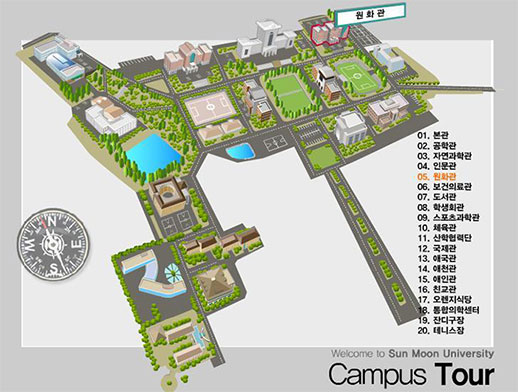 원 화 관
01. 본관
02. 공학관
03. 자연과학관
04. 인문관
05. 원화관
06. 보건의료관
07. 도서관
08. 학생회관
09. 스포츠과학관
10. 체육관
11. 산학협력단
12. 국제관
13. 애국관
14. 애천관
15. 애인관
16. 친교관
17. 오렌지식당
18. 통합의학센터
19. 잔디구장
20. 테니스장
N
W
E
S
Welcome to Sun Moon University
Campus Tour